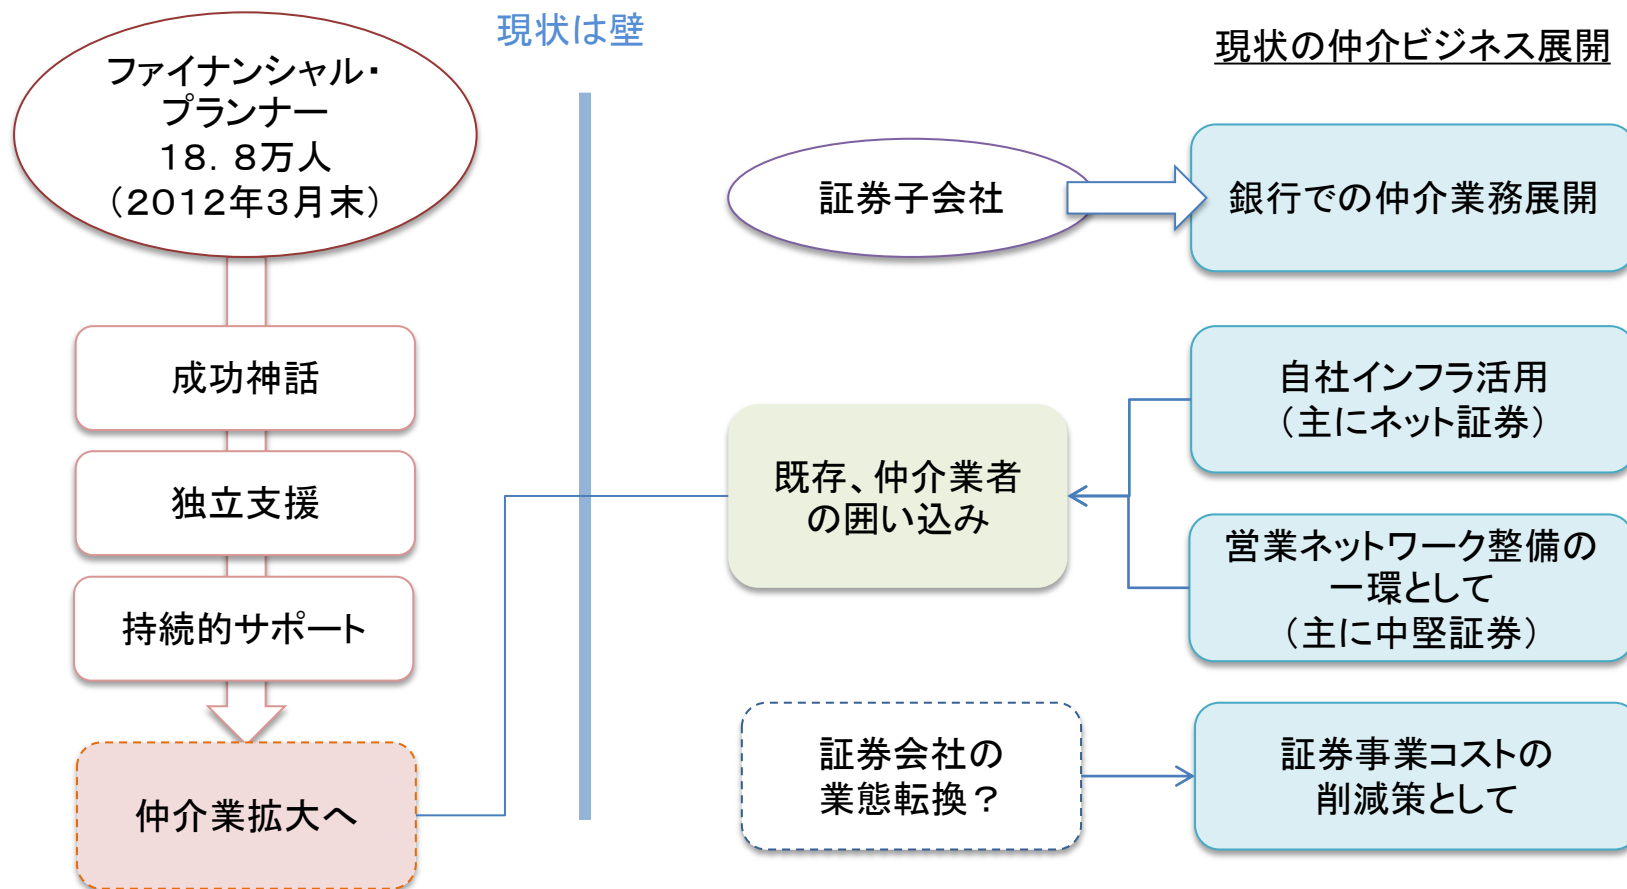 現状は壁
現状の仲介ビジネス展開
ファイナンシャル・
プランナー
18.8万人
（2012年3月末）
成功神話
独立支援
持続的サポート
仲介業拡大へ
証券子会社
銀行での仲介業務展開
既存、仲介業者
の囲い込み
自社インフラ活用
（主にネット証券）
営業ネットワーク整備の
一環として
（主に中堅証券）
証券会社の
業態転換？
証券事業コストの
削減策として